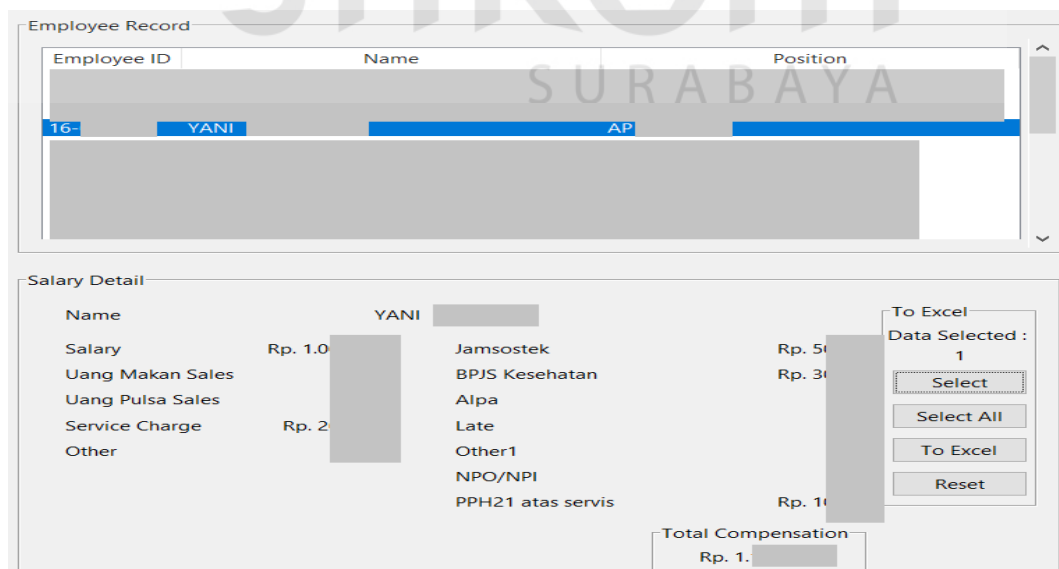 SURABAYA
Employee Record
Employee ID Name Position
16- YANI AP
Salary Detail
Name YANI
Salary Rp. 1.0
Uang Makan Sales
Uang Pulsa Sales
Service Charge Rp. 2
Other
Jamsostek Rp. 5
BPJS Kesehatan Rp. 3
Alpa
Late
Other1
NPO/NPI
PPH21 atas servis Rp. 1
To Excel
Data Selected :
1
Select
Select All
To Excel
Reset
Total Compensation
Rp. 1.